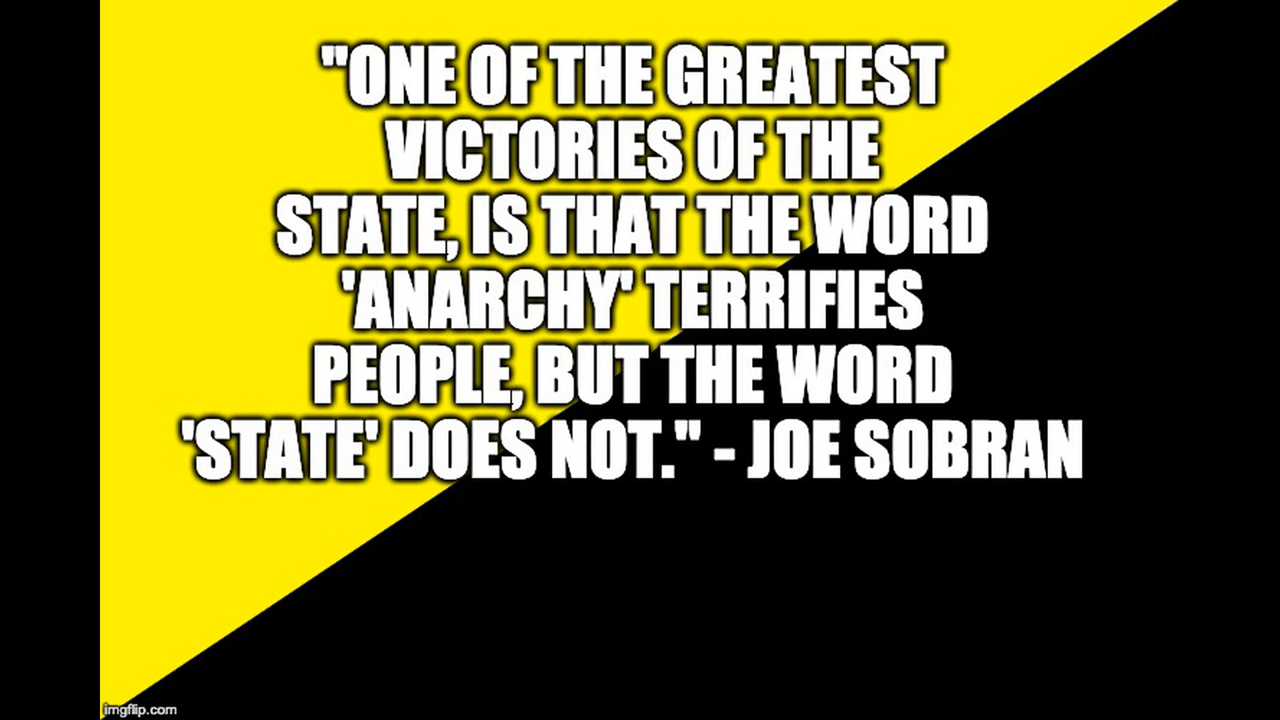 "ONE OF THE GREATEST
VICTORIES OF THE
STATE, IS THAT THE WORD
'ANARCHY' TERRIFIES
PEOPLE, BUT THE WORD
'STATE' DOES NOT." - JOE SOBRAN
imgflip.com